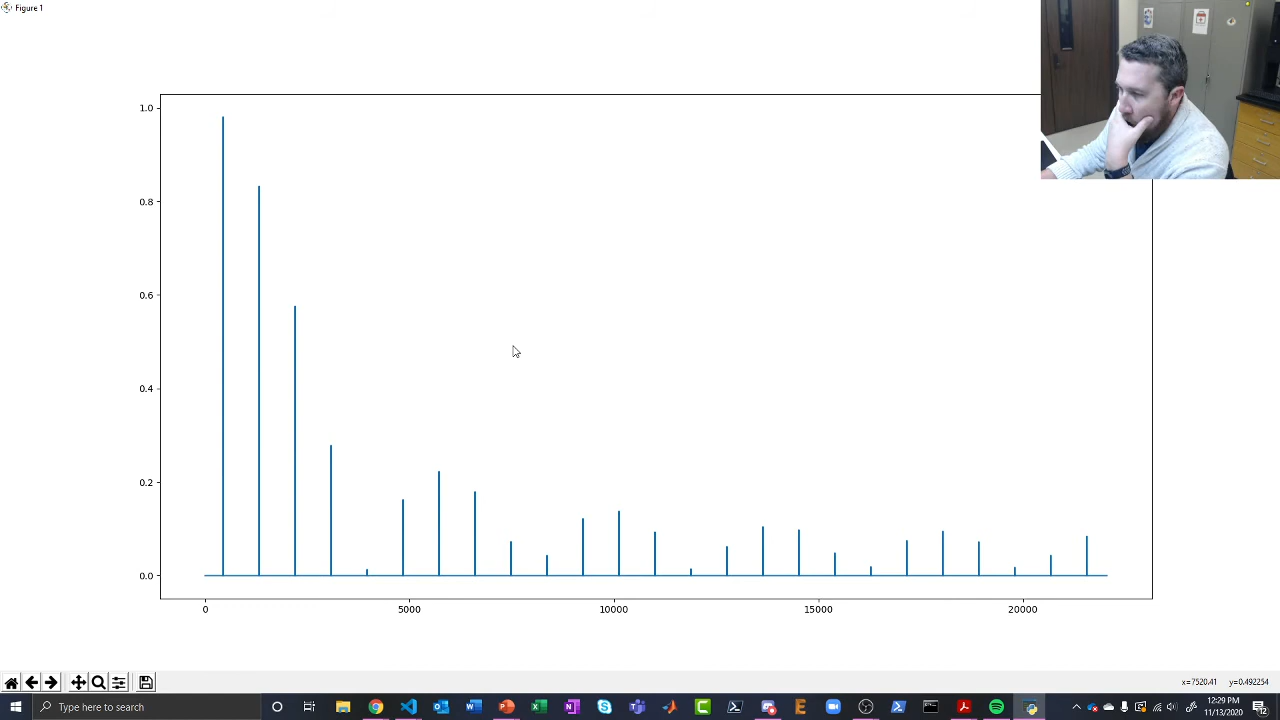 Figure 1
1.0
0.8
0.6
0.4
0.2
0.0
0 5000 10000 15000 20000
x=7520.41 y=0.492254
Type here to search
12:29 PM
11/13/2020
12